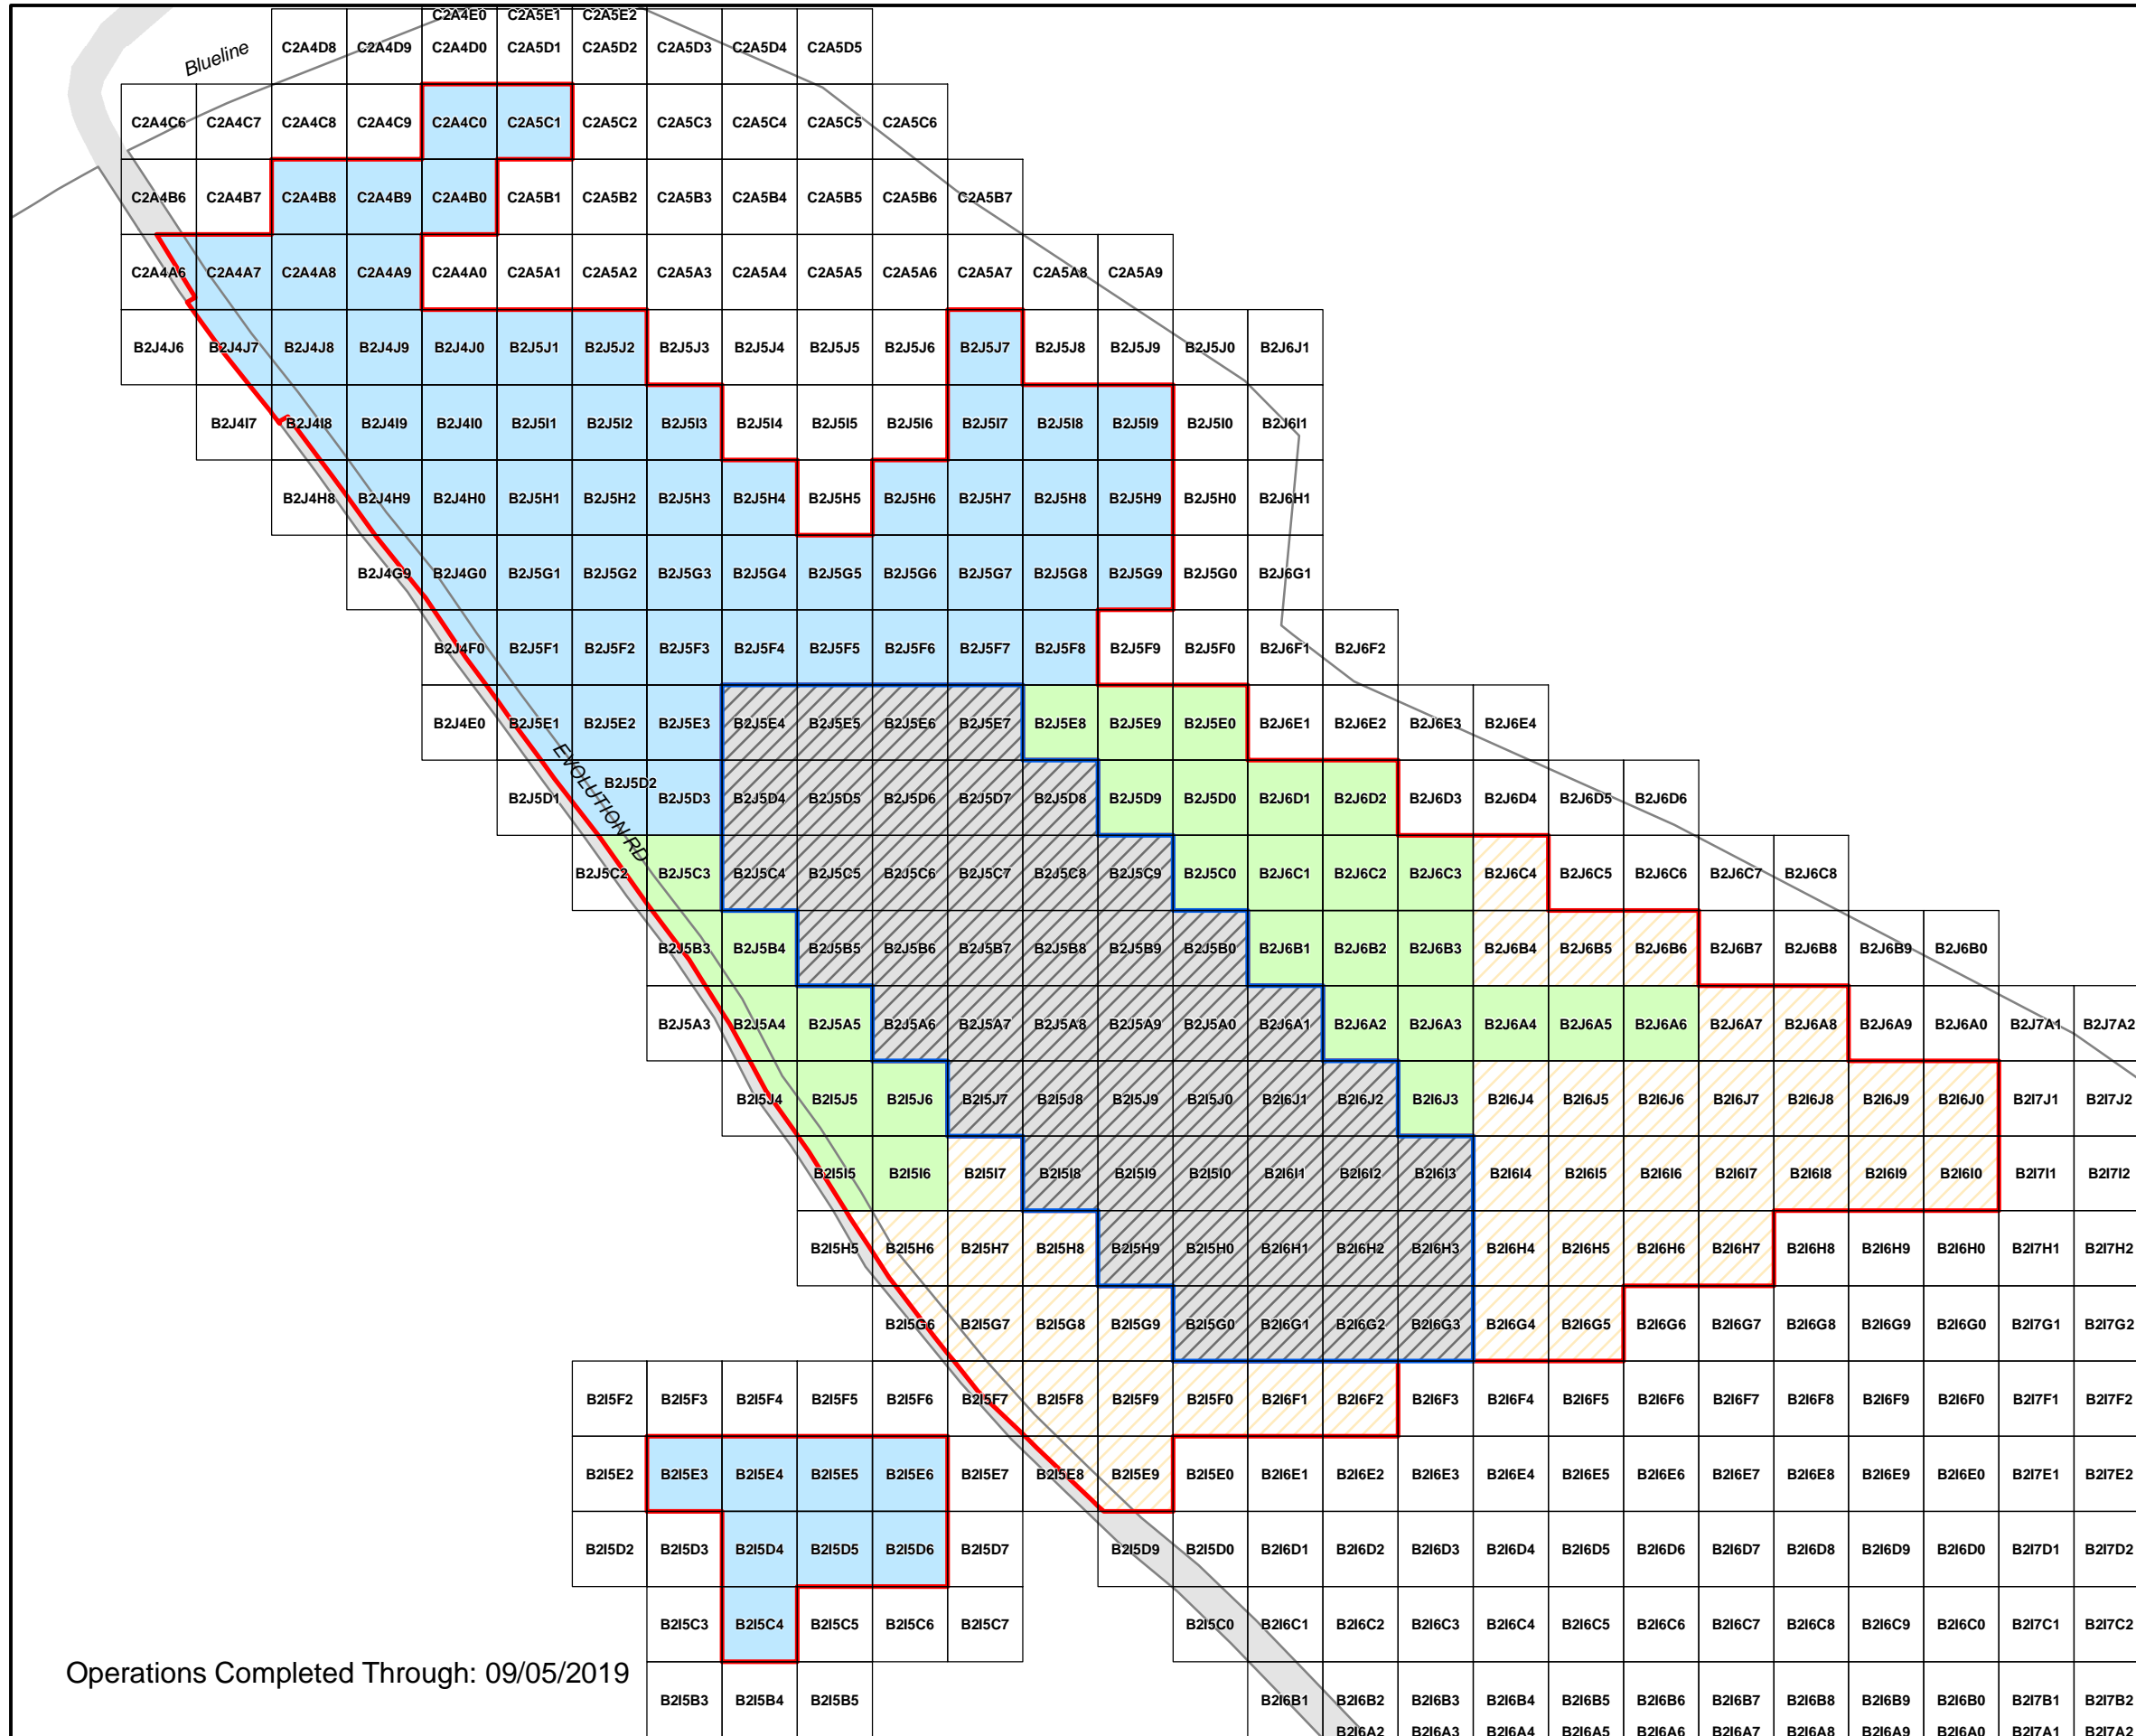 C2A4E0 C2A5E1 C2A5E2
C2A4D8 C2A4D9 C2A4D0 C2A5D1 C2A5D2 C2A5D3 C2A5D4 C2A5D5
Blueline
C2A4C6 C2A4C7 C2A4C8 C2A4C9 C2A4C0 C2A5C1 C2A5C2 C2A5C3 C2A5C4 C2A5C5 C2A5C6
C2A4B6 C2A4B7 C2A4B8 C2A4B9 C2A4B0 C2A5B1 C2A5B2 C2A5B3 C2A5B4 C2A5B5 C2A5B6 C2A5B7
C2A4A6 C2A4A7 C2A4A8 C2A4A9 C2A4A0 C2A5A1 C2A5A2 C2A5A3 C2A5A4 C2A5A5 C2A5A6 C2A5A7 C2A5A8 C2A5A9
B2J4J6 B2J4J7 B2J4J8 B2J4J9 B2J4J0 B2J5J1 B2J5J2 B2J5J3 B2J5J4 B2J5J5 B2J5J6 B2J5J7 B2J5J8 B2J5J9 B2J5J0 B2J6J1
B2J4I7 B2J4I8 B2J4I9 B2J4I0 B2J5I1 B2J5I2 B2J5I3 B2J5I4 B2J5I5 B2J5I6 B2J5I7 B2J5I8 B2J5I9 B2J5I0 B2J6I1
B2J4H8 B2J4H9 B2J4H0 B2J5H1 B2J5H2 B2J5H3 B2J5H4 B2J5H5 B2J5H6 B2J5H7 B2J5H8 B2J5H9 B2J5H0 B2J6H1
B2J4G9 B2J4G0 B2J5G1 B2J5G2 B2J5G3 B2J5G4 B2J5G5 B2J5G6 B2J5G7 B2J5G8 B2J5G9 B2J5G0 B2J6G1
B2J4F0 B2J5F1 B2J5F2 B2J5F3 B2J5F4 B2J5F5 B2J5F6 B2J5F7 B2J5F8 B2J5F9 B2J5F0 B2J6F1 B2J6F2
B2J4E0 B2J5E1 B2J5E2 B2J5E3 B2J5E4 B2J5E5 B2J5E6 B2J5E7 B2J5E8 B2J5E9 B2J5E0 B2J6E1 B2J6E2 B2J6E3 B2J6E4
EVOLUTION RD
B2J5D1 B2J5D2 B2J5D3 B2J5D4 B2J5D5 B2J5D6 B2J5D7 B2J5D8 B2J5D9 B2J5D0 B2J6D1 B2J6D2 B2J6D3 B2J6D4 B2J6D5 B2J6D6
B2J5C2 B2J5C3 B2J5C4 B2J5C5 B2J5C6 B2J5C7 B2J5C8 B2J5C9 B2J5C0 B2J6C1 B2J6C2 B2J6C3 B2J6C4 B2J6C5 B2J6C6 B2J6C7 B2J6C8
B2J5B3 B2J5B4 B2J5B5 B2J5B6 B2J5B7 B2J5B8 B2J5B9 B2J5B0 B2J6B1 B2J6B2 B2J6B3 B2J6B4 B2J6B5 B2J6B6 B2J6B7 B2J6B8 B2J6B9 B2J6B0
B2J5A3 B2J5A4 B2J5A5 B2J5A6 B2J5A7 B2J5A8 B2J5A9 B2J5A0 B2J6A1 B2J6A2 B2J6A3 B2J6A4 B2J6A5 B2J6A6 B2J6A7 B2J6A8 B2J6A9 B2J6A0 B2J7A1 B2J7A2
B2I5J4 B2I5J5 B2I5J6 B2I5J7 B2I5J8 B2I5J9 B2I5J0 B2I6J1 B2I6J2 B2I6J3 B2I6J4 B2I6J5 B2I6J6 B2I6J7 B2I6J8 B2I6J9 B2I6J0 B2I7J1 B2I7J2
B2I5I5 B2I5I6 B2I5I7 B2I5I8 B2I5I9 B2I5I0 B2I6I1 B2I6I2 B2I6I3 B2I6I4 B2I6I5 B2I6I6 B2I6I7 B2I6I8 B2I6I9 B2I6I0 B2I7I1 B2I7I2
B2I5H5 B2I5H6 B2I5H7 B2I5H8 B2I5H9 B2I5H0 B2I6H1 B2I6H2 B2I6H3 B2I6H4 B2I6H5 B2I6H6 B2I6H7 B2I6H8 B2I6H9 B2I6H0 B2I7H1 B2I7H2
B2I5G6 B2I5G7 B2I5G8 B2I5G9 B2I5G0 B2I6G1 B2I6G2 B2I6G3 B2I6G4 B2I6G5 B2I6G6 B2I6G7 B2I6G8 B2I6G9 B2I6G0 B2I7G1 B2I7G2
B2I5F2 B2I5F3 B2I5F4 B2I5F5 B2I5F6 B2I5F7 B2I5F8 B2I5F9 B2I5F0 B2I6F1 B2I6F2 B2I6F3 B2I6F4 B2I6F5 B2I6F6 B2I6F7 B2I6F8 B2I6F9 B2I6F0 B2I7F1 B2I7F2
B2I5E2 B2I5E3 B2I5E4 B2I5E5 B2I5E6 B2I5E7 B2I5E8 B2I5E9 B2I5E0 B2I6E1 B2I6E2 B2I6E3 B2I6E4 B2I6E5 B2I6E6 B2I6E7 B2I6E8 B2I6E9 B2I6E0 B2I7E1 B2I7E2
B2I5D2 B2I5D3 B2I5D4 B2I5D5 B2I5D6 B2I5D7 B2I5D9 B2I5D0 B2I6D1 B2I6D2 B2I6D3 B2I6D4 B2I6D5 B2I6D6 B2I6D7 B2I6D8 B2I6D9 B2I6D0 B2I7D1 B2I7D2
B2I5C3 B2I5C4 B2I5C5 B2I5C6 B2I5C7 B2I5C0 B2I6C1 B2I6C2 B2I6C3 B2I6C4 B2I6C5 B2I6C6 B2I6C7 B2I6C8 B2I6C9 B2I6C0 B2I7C1 B2I7C2
Operations Completed Through: 09/05/2019
B2I5B3 B2I5B4 B2I5B5 B2I6B1 B2I6B2 B2I6B3 B2I6B4 B2I6B5 B2I6B6 B2I6B7 B2I6B8 B2I6B9 B2I6B0 B2I7B1 B2I7B2
B2I6A2 B2I6A3 B2I6A4 B2I6A5 B2I6A6 B2I6A7 B2I6A8 B2I6A9 B2I6A0 B2I7A1 B2I7A2